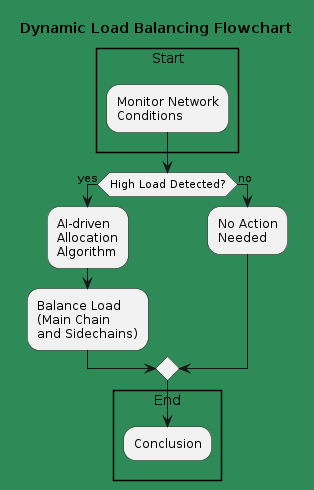 Dynamic Load Balancing Flowchart
Start
Monitor Network
Conditions
High Load Detected?
yes
no
AI-driven
Allocation
Algorithm
No Action
Needed
Balance Load
(Main Chain
and Sidechains)
End
Conclusion